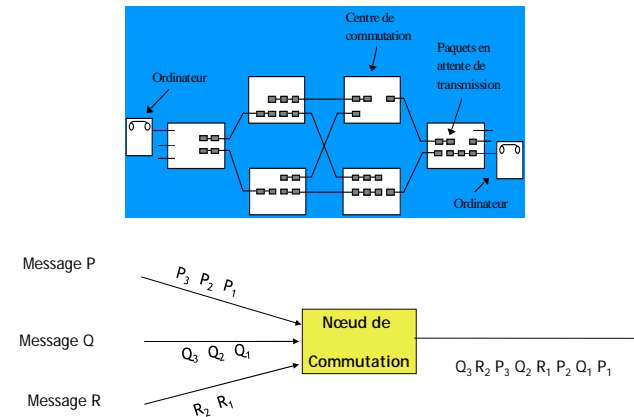 Centre de
commutation
Paquets en
attente de
transmission
Ordinateur
Ordinateur
Message P
P3 P2 P1
Nœud de
Message Q
Commutation
Q3 Q2 Q1
Q3 R2 P3 Q2 R1 P2 Q1 P1
Message R
R2 R1